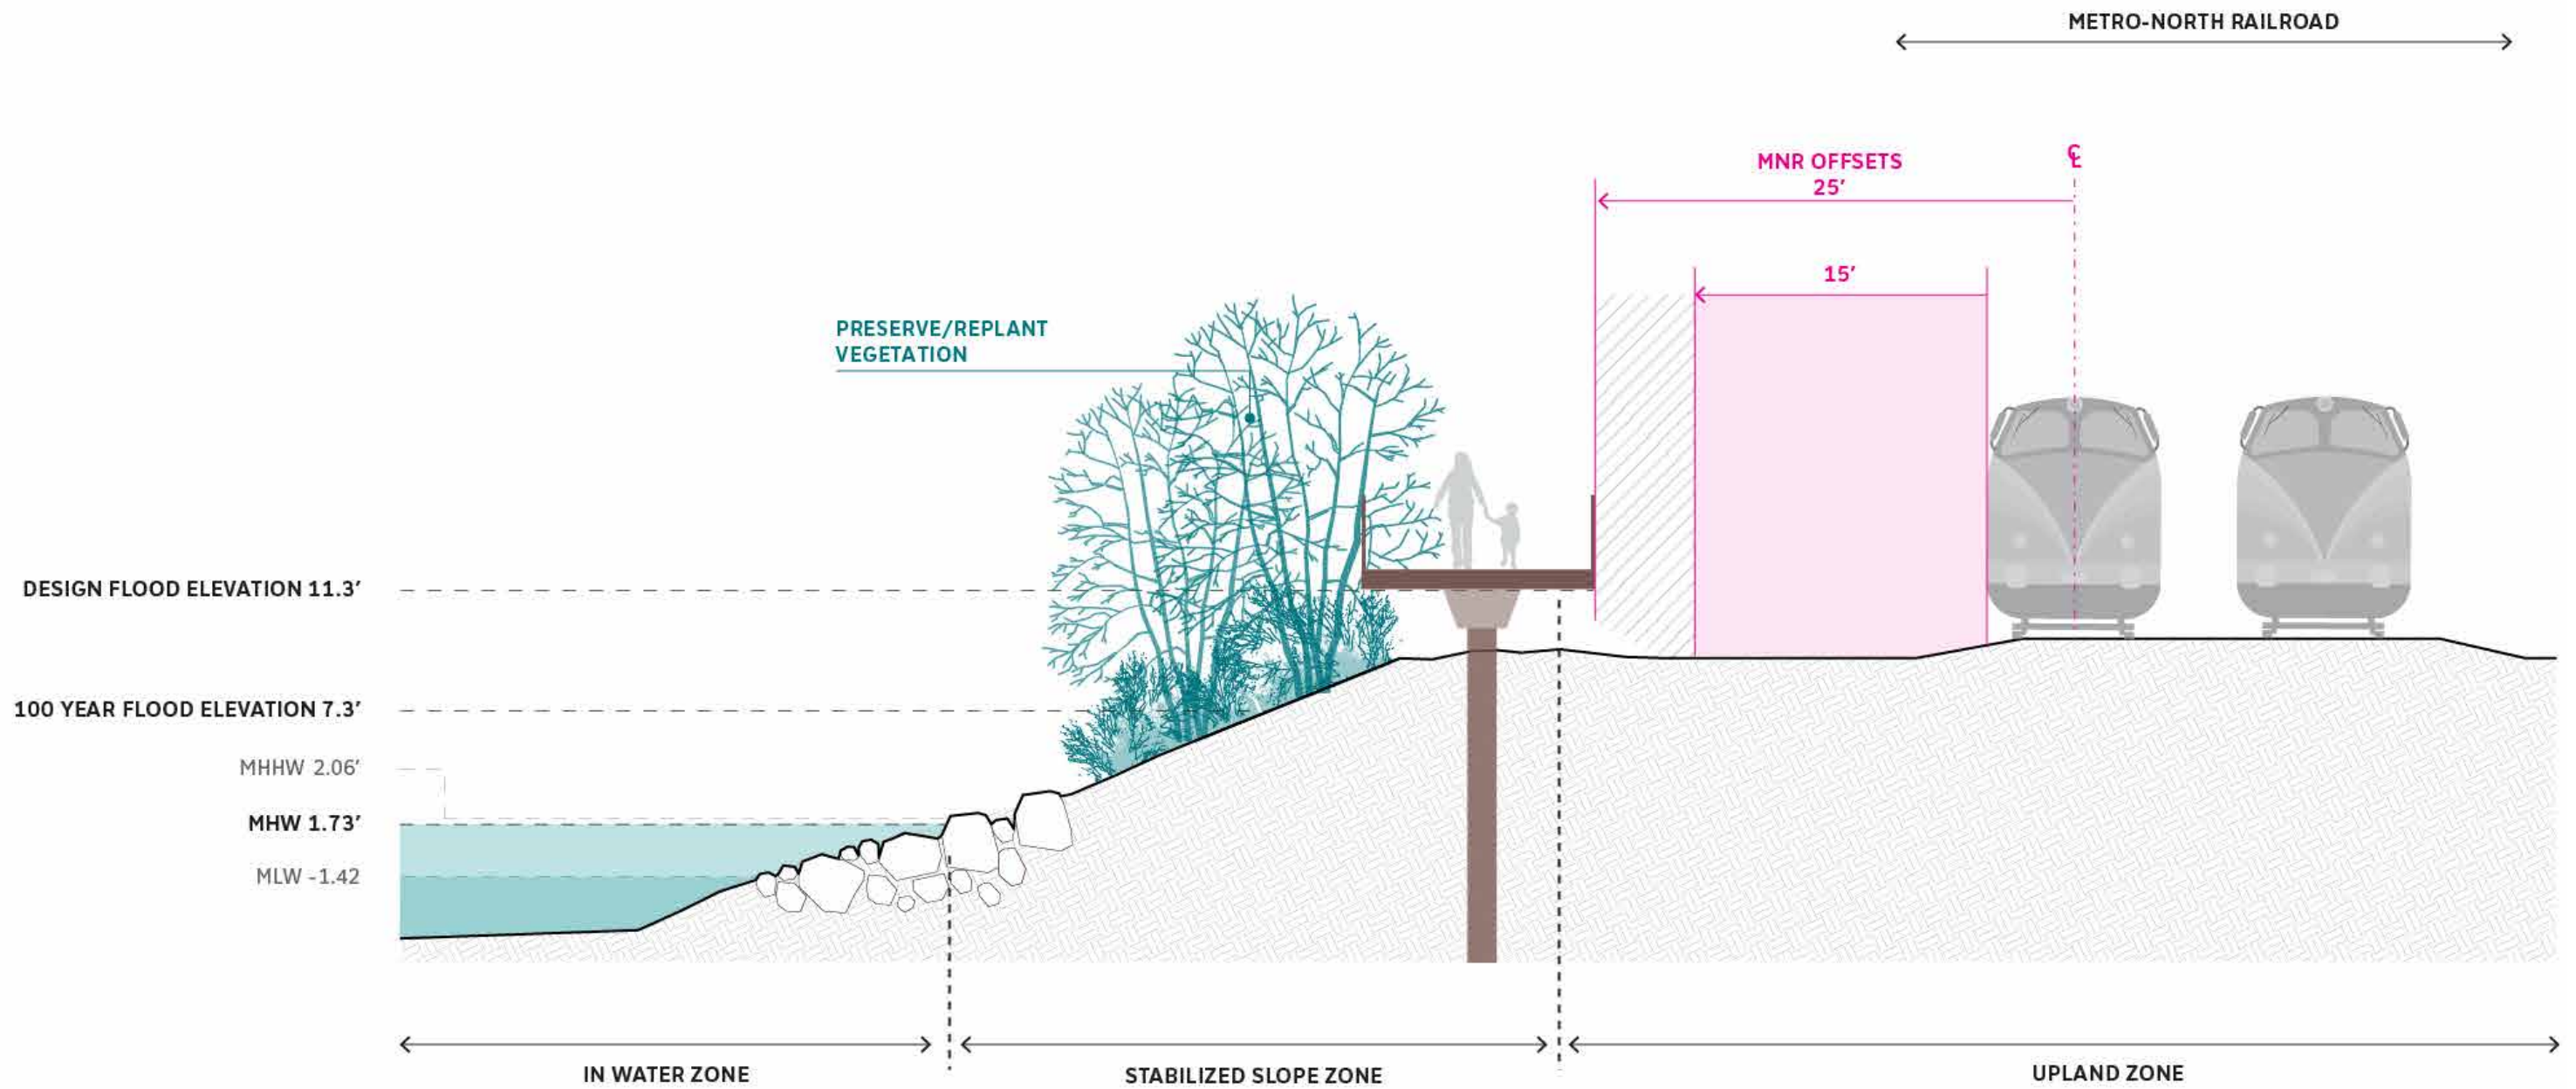 METRO-NORTH RAILROAD
MNR OFFSETS
25′
℄
15′
PRESERVE/REPLANT
VEGETATION
DESIGN FLOOD ELEVATION 11.3′
100 YEAR FLOOD ELEVATION 7.3′
MHHW 2.06′
MHW 1.73′
MLW -1.42
IN WATER ZONE
STABILIZED SLOPE ZONE
UPLAND ZONE